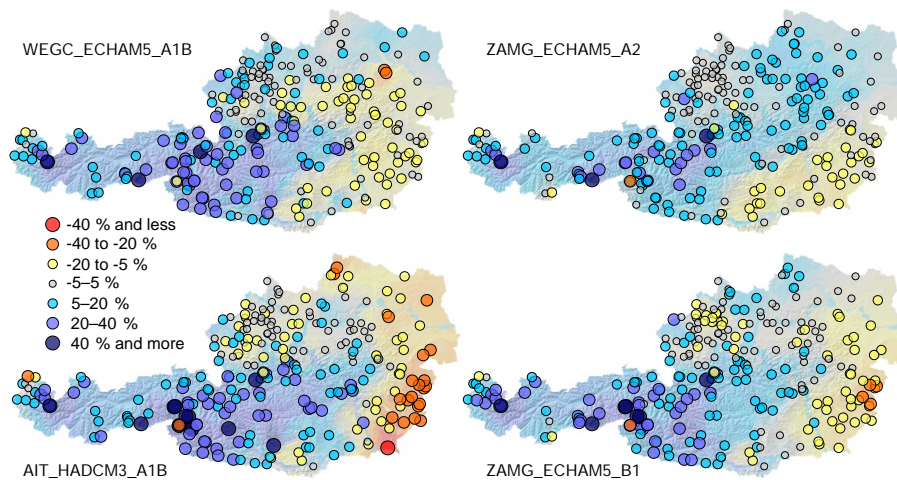 WEGC_ECHAM5_A1B
ZAMG_ECHAM5_A2
-40 % and less
-40 to -20 %
-20 to -5 %
-5–5 %
5–20 %
20–40 %
40 % and more
AIT_HADCM3_A1B
ZAMG_ECHAM5_B1